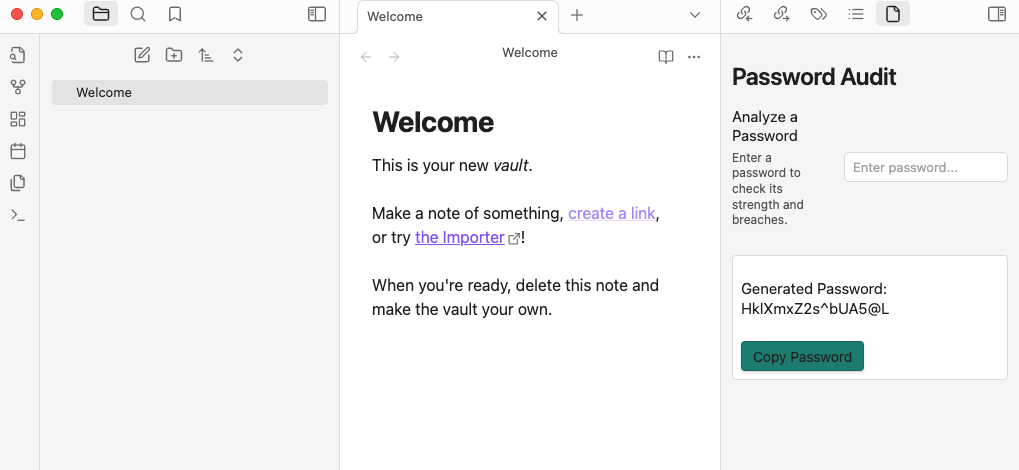 Welcome
Welcome
Welcome
Welcome
This is your new vault.
Make a note of something, create a link,
or try the Importer!
When you're ready, delete this note and
make the vault your own.
Password Audit
Analyze a
Password
Enter a
password to
check its
strength and
breaches.
Enter password...
Generated Password:
HklXmxZ2s^bUA5@L
Copy Password